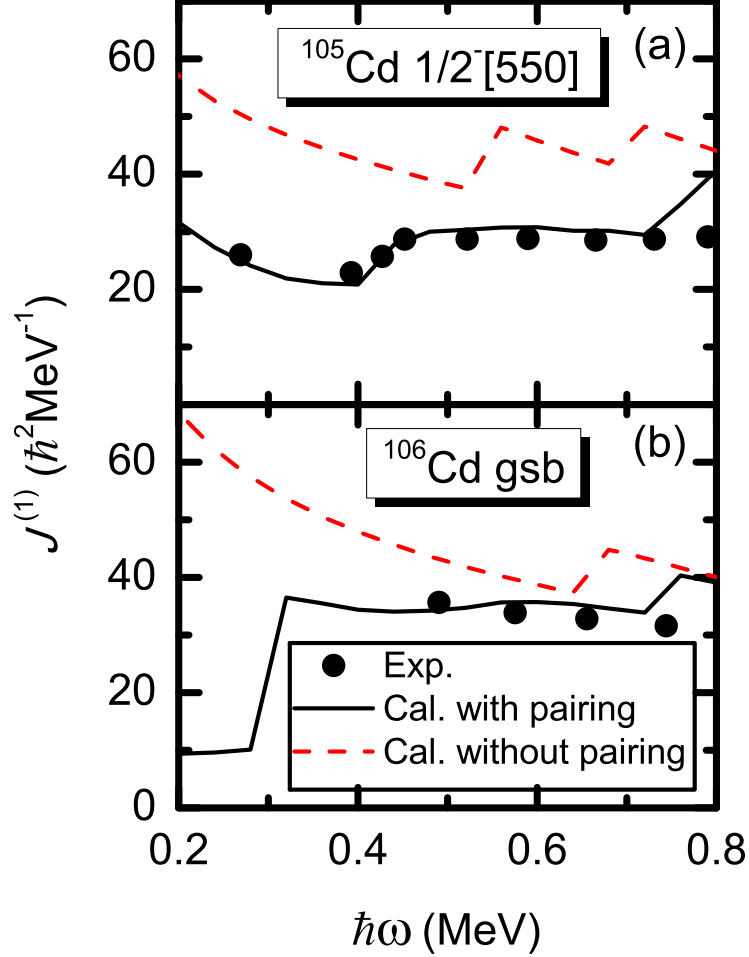 (a)
¹⁰⁵Cd 1/2⁻[550]
60
40
20
J⁽¹⁾ (ħ²MeV⁻¹)
(b)
¹⁰⁶Cd gsb
60
40
20
0
Exp.
Cal. with pairing
Cal. without pairing
0.2 0.4 0.6 0.8
ħω (MeV)